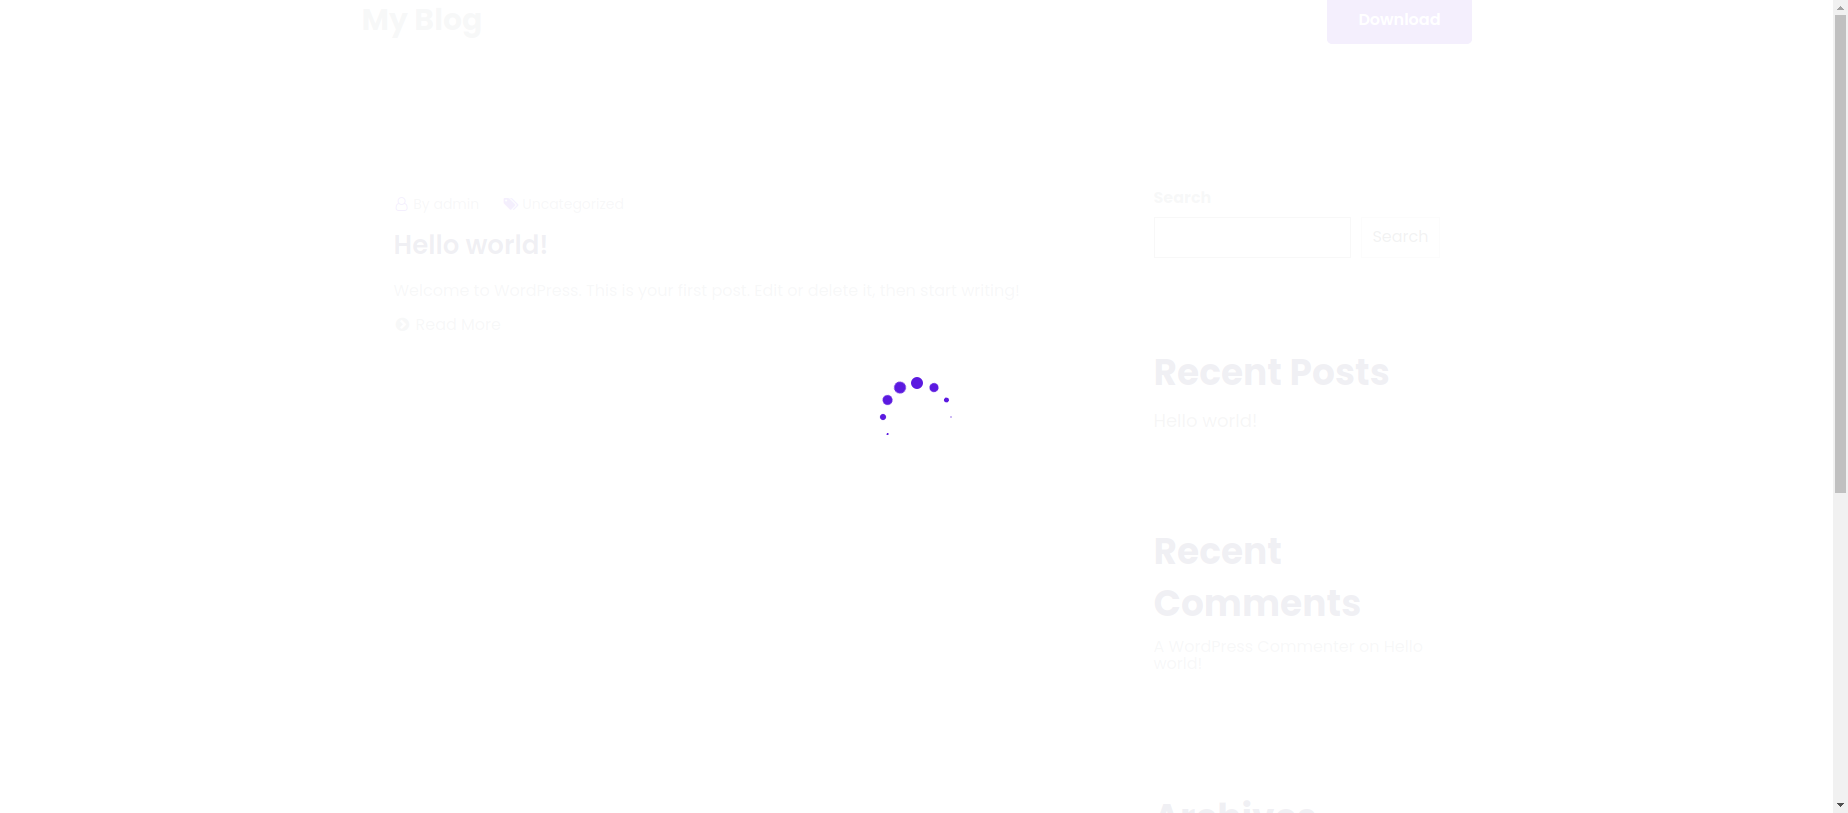 My Blog
Download
By admin
Uncategorized
Hello world!
Welcome to WordPress. This is your first post. Edit or delete it, then start writing!
Read More
Search
Search
Recent Posts
Hello world!
Recent
Comments
A WordPress Commenter on Hello
world!
Archives